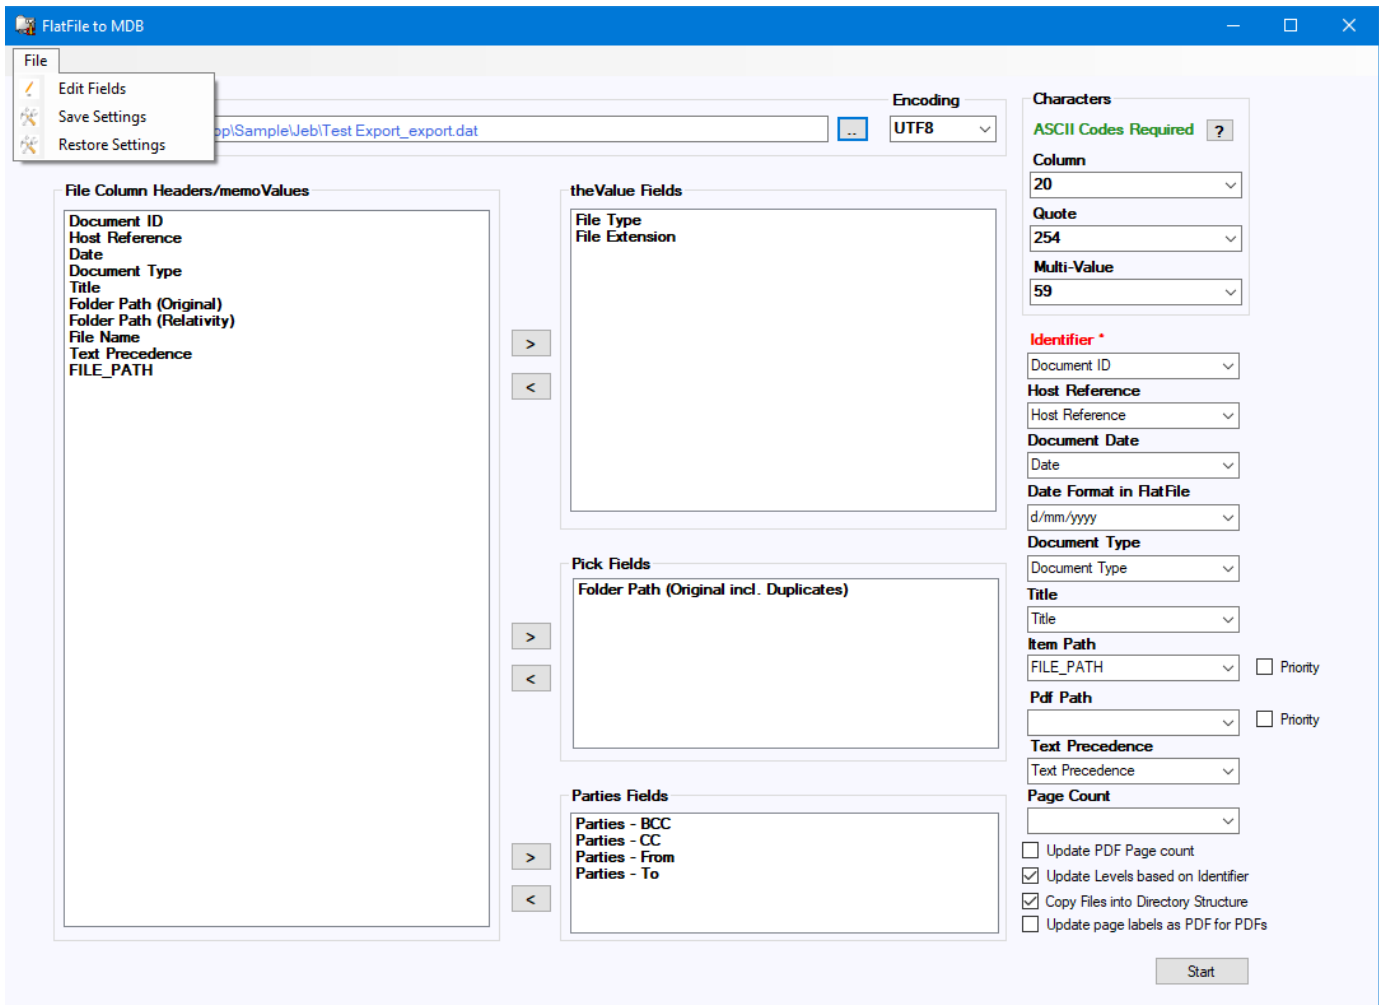 FlatFile to MDB
File
Edit Fields
Save Settings
Restore Settings
op\Sample\Jeb\Test Export_export.dat
..
Encoding
UTF8
File Column Headers/memoValues
Document ID
Host Reference
Date
Document Type
Title
Folder Path (Original)
Folder Path (Relativity)
File Name
Text Precedence
FILE_PATH
>
<
theValue Fields
File Type
File Extension
>
<
Pick Fields
Folder Path (Original incl. Duplicates)
>
<
Parties Fields
Parties - BCC
Parties - CC
Parties - From
Parties - To
Characters
ASCII Codes Required ?
Column
20
Quote
254
Multi-Value
59
Identifier *
Document ID
Host Reference
Host Reference
Document Date
Date
Date Format in FlatFile
d/mm/yyyy
Document Type
Document Type
Title
Title
Item Path
FILE_PATH
Priority
Pdf Path
Priority
Text Precedence
Text Precedence
Page Count
Update PDF Page count
Update Levels based on Identifier
Copy Files into Directory Structure
Update page labels as PDF for PDFs
Start